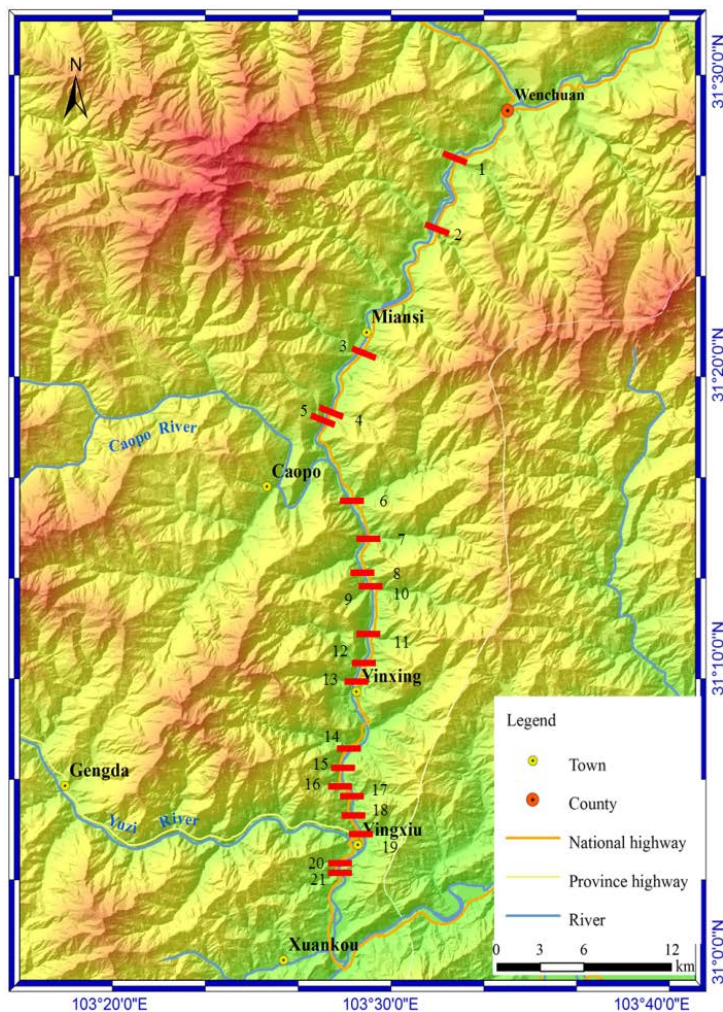 N
Wenchuan
1
2
Miansi
3
5
4
Caopo River
Caopo
6
7
8
9
10
11
12
Yinxing
13
14
15
Gengda
16
17
18
Yuzi River
Yingxiu
19
20
21
Xuankou
Legend
Town
County
National highway
Province highway
River
0 3 6 12
km
31°30'0"N
31°20'0"N
31°10'0"N
31°0'0"N
103°20'0"E
103°30'0"E
103°40'0"E